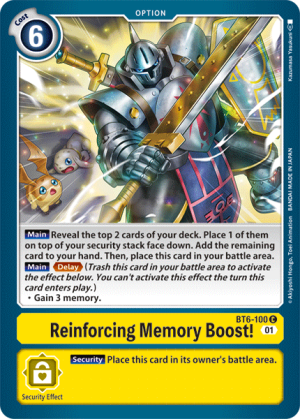 OPTION
Cost
6
Main Reveal the top 2 cards of your deck. Place 1 of them
on top of your security stack face down. Add the remaining
card to your hand. Then, place this card in your battle area.
Main Delay (Trash this card in your battle area to activate
the effect below. You can't activate this effect the turn this
card enters play.)
・Gain 3 memory.
BT6-100 C
Reinforcing Memory Boost!
01
Security Place this card in its owner's battle area.
Security Effect
Kazumasa Yasukuni
©Akiyoshi Hongo, Toei Animation BANDAI MADE IN JAPAN